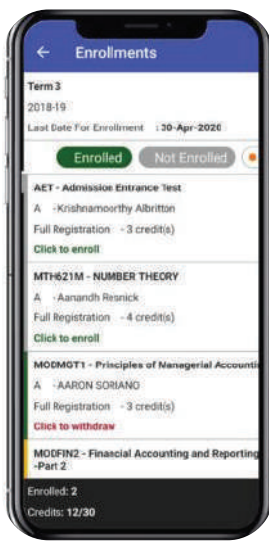 Enrollments
Term 3
2018-19
Last Date For Enrollment : 30-Apr-2020
Enrolled Not Enrolled
AET - Admission Entrance Test
A -Krishnamoorthy Albritton
Full Registration - 3 credit(s)
Click to enroll
MTH621M - NUMBER THEORY
A -Aanandh Resnick
Full Registration - 4 credit(s)
Click to enroll
MODMGT1 - Principles of Managerial Accounti
A -AARON SORIANO
Full Registration - 3 credit(s)
Click to withdraw
MODFIN2 - Financial Accounting and Reporting
-Part 2
Enrolled: 2
Credits: 12/30